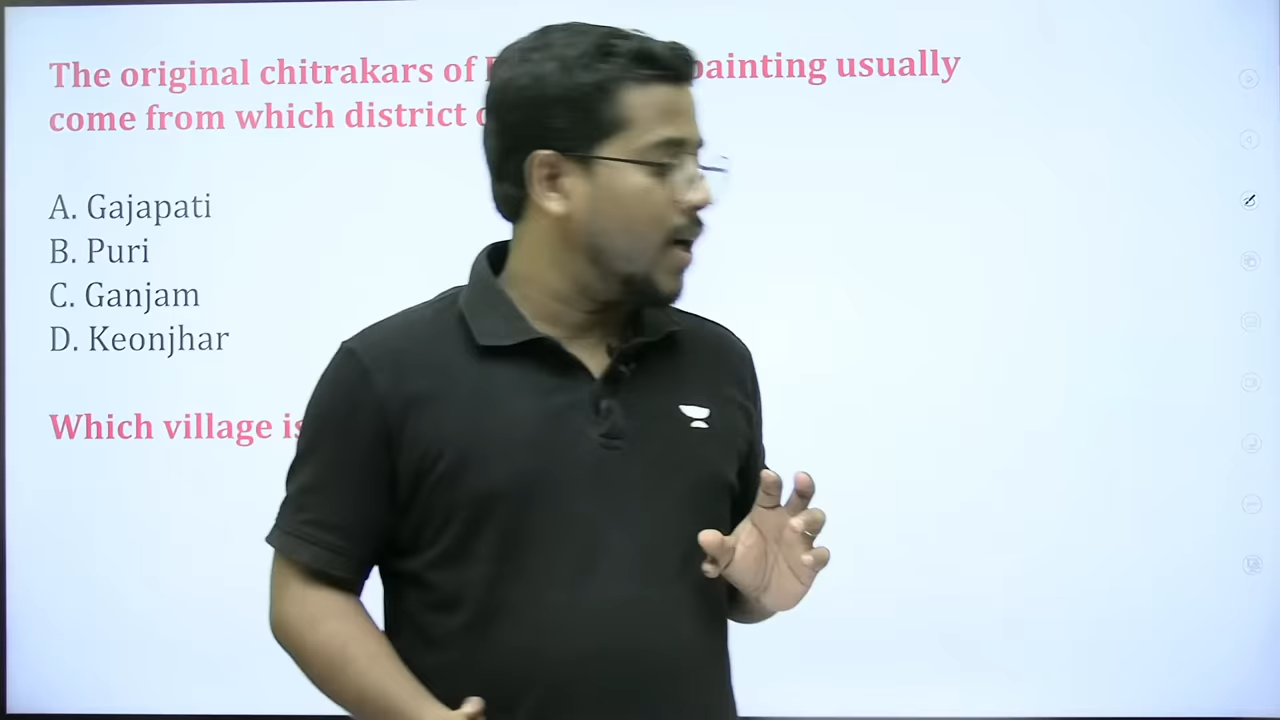 The original chitrakars of painting usually
come from which district
A. Gajapati
B. Puri
C. Ganjam
D. Keonjhar
Which village is